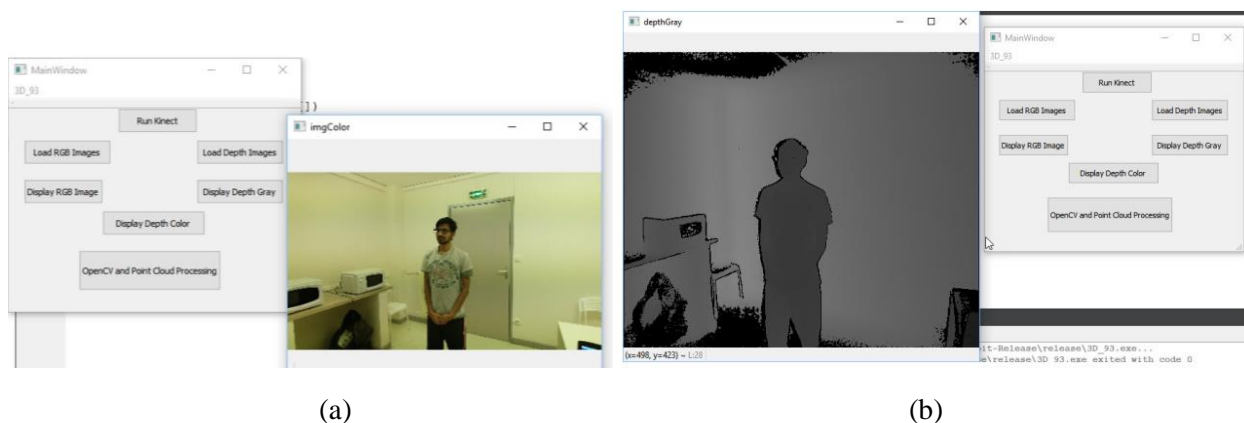 MainWindow
3D_93
Run Kinect
Load RGB Images
Load Depth Images
Display RGB Image
Display Depth Gray
Display Depth Color
OpenCV and Point Cloud Processing
[])
imgColor
depthGray
(x=498, y=423) ~ L:28
MainWindow
3D_93
Run Kinect
Load RGB Images
Load Depth Images
Display RGB Image
Display Depth Gray
Display Depth Color
OpenCV and Point Cloud Processing
it-Release\release\3D_93.exe...
e\release\3D_93.exe exited with code 0
(a)
(b)